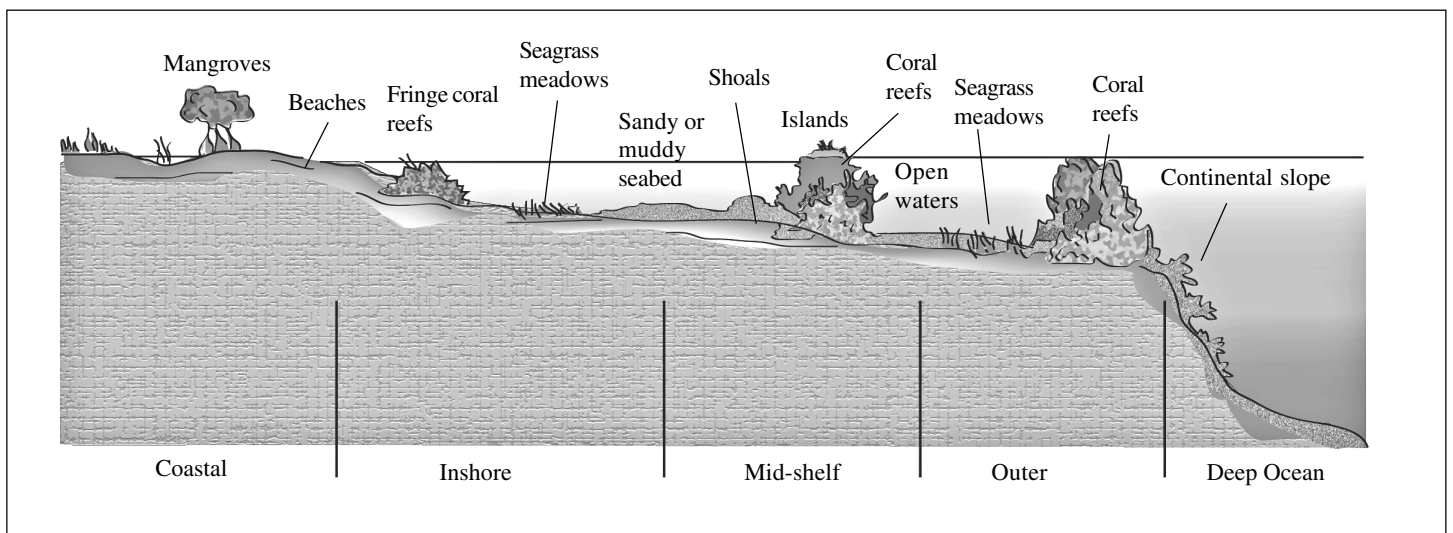 Mangroves
Beaches
Fringe coral
reefs
Seagrass
meadows
Sandy or
muddy
seabed
Shoals
Islands
Coral
reefs
Open
waters
Seagrass
meadows
Coral
reefs
Continental slope
Coastal
Inshore
Mid-shelf
Outer
Deep Ocean